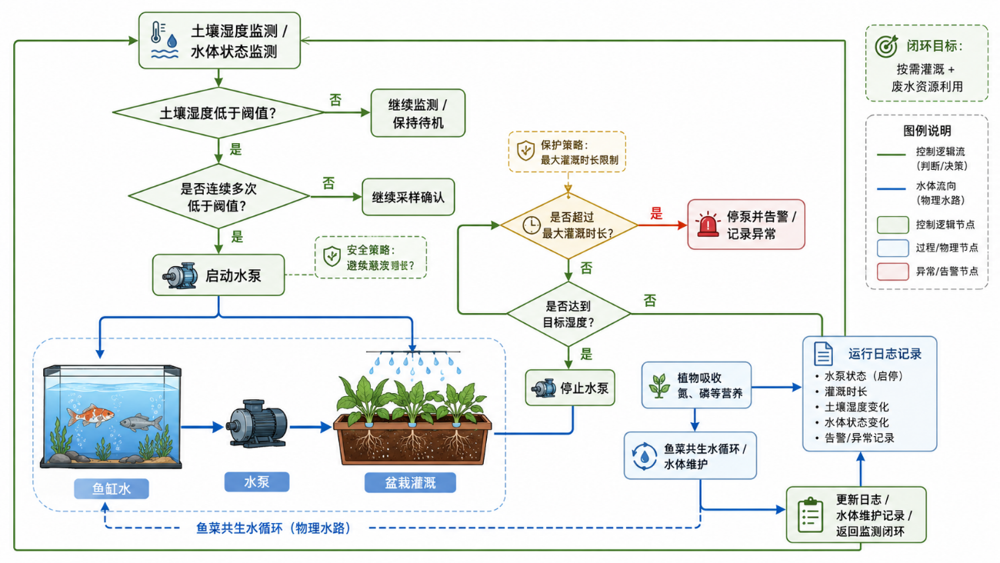 土壤湿度监测 /
水体状态监测
土壤湿度低于阀值？
否
继续监测 /
保持待机
是
是否连续多次
低于阀值？
否
继续采样确认
是
启动水泵
安全策略：
保护策略：
最大灌溉时长限制
是否超过
最大灌溉时长？
是
停泵并告警 /
记录异常
否
是否达到
目标湿度？
否
是
停止水泵
闭环目标：
按需灌溉 +
废水资源利用
图例说明
控制逻辑流
（判断/决策）
水体流向
（物理水路）
控制逻辑节点
过程/物理节点
异常/告警节点
鱼缸水
水泵
盆栽灌溉
鱼菜共生水循环（物理水路）
植物吸收
氮、磷等营养
鱼菜共生水循环 /
水体维护
运行日志记录
• 水泵状态（启停）
• 灌溉时长
• 土壤湿度变化
• 水体状态变化
• 告警/异常记录
更新日志 /
水体维护记录 /
返回监测闭环